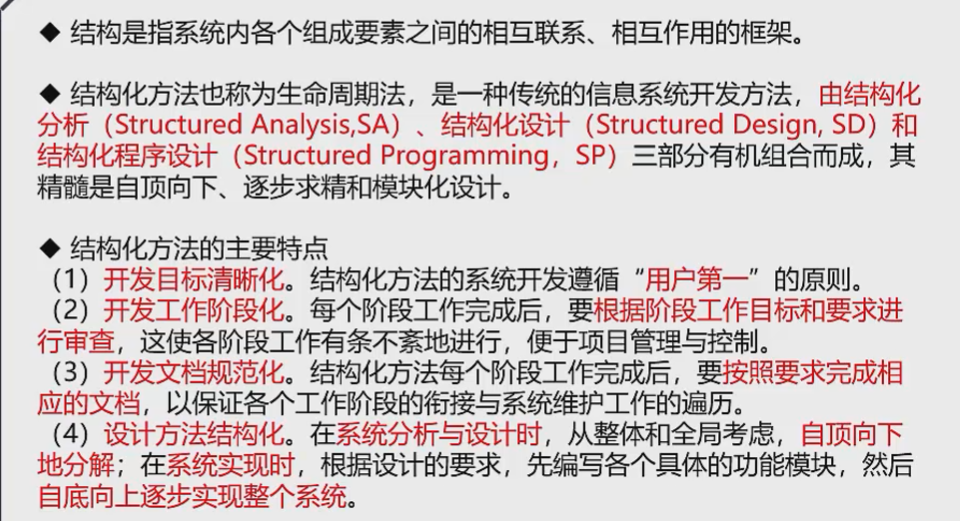 ◆ 结构是指系统内各个组成要素之间的相互联系、相互作用的框架。
◆ 结构化方法也称为生命周期法，是一种传统的信息系统开发方法，由结构化
分析（Structured Analysis,SA）、结构化设计（Structured Design, SD）和
结构化程序设计（Structured Programming，SP）三部分有机组合而成，其
精髓是自顶向下、逐步求精和模块化设计。
◆ 结构化方法的主要特点
（1）开发目标清晰化。结构化方法的系统开发遵循“用户第一”的原则。
（2）开发工作阶段化。每个阶段工作完成后，要根据阶段工作目标和要求进
行审查，这使各阶段工作有条不紊地进行，便于项目管理与控制。
（3）开发文档规范化。结构化方法每个阶段工作完成后，要按照要求完成相
应的文档，以保证各个工作阶段的衔接与系统维护工作的遍历。
（4）设计方法结构化。在系统分析与设计时，从整体和全局考虑，自顶向下
地分解；在系统实现时，根据设计的要求，先编写各个具体的功能模块，然后
自底向上逐步实现整个系统。